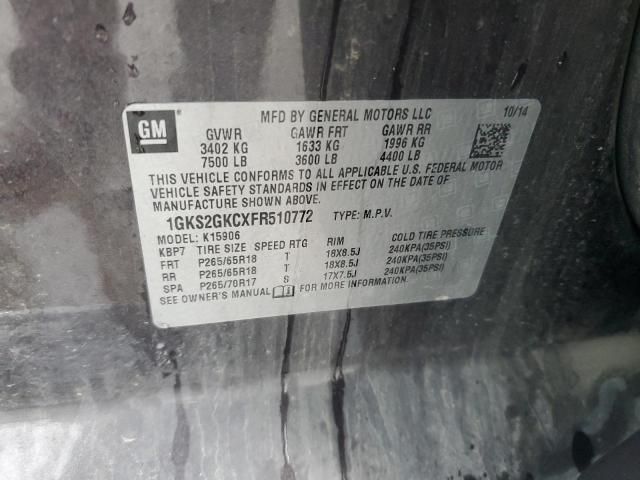 MFD BY GENERAL MOTORS LLC 10/14
GM
GVWR GAWR FRT GAWR RR
3402 KG 1633 KG 1996 KG
7500 LB 3600 LB 4400 LB
THIS VEHICLE CONFORMS TO ALL APPLICABLE U.S. FEDERAL MOTOR
VEHICLE SAFETY STANDARDS IN EFFECT ON THE DATE OF
MANUFACTURE SHOWN ABOVE.
1GKS2GKCXFR510772 TYPE: M.P.V.
MODEL: K15906
KBP7 TIRE SIZE SPEED RTG RIM COLD TIRE PRESSURE
FRT P265/65R18 T 18X8.5J 240KPA(35PSI)
RR P265/65R18 T 18X8.5J 240KPA(35PSI)
SPA P265/70R17 S 17X7.5J 240KPA(35PSI)
SEE OWNER'S MANUAL FOR MORE INFORMATION.